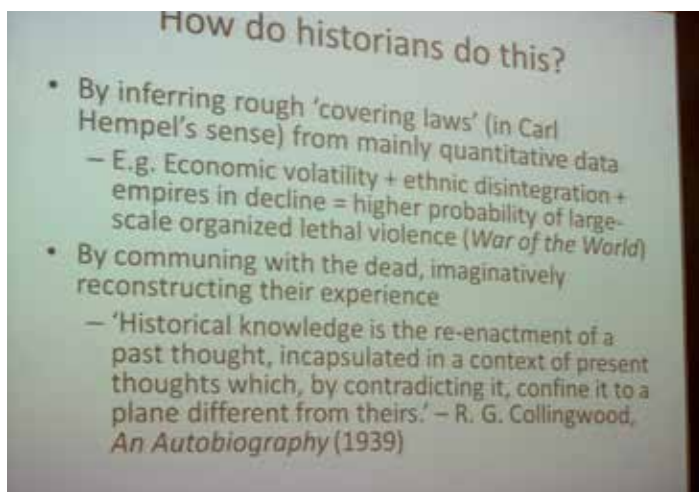 How do historians do this?
• By inferring rough 'covering laws' (in Carl
Hempel's sense) from mainly quantitative data
– E.g. Economic volatility + ethnic disintegration +
empires in decline = higher probability of large-
scale organized lethal violence (War of the World)
• By communing with the dead, imaginatively
reconstructing their experience
– 'Historical knowledge is the re-enactment of a
past thought, incapsulated in a context of present
thoughts which, by contradicting it, confine it to a
plane different from theirs.' – R. G. Collingwood,
An Autobiography (1939)